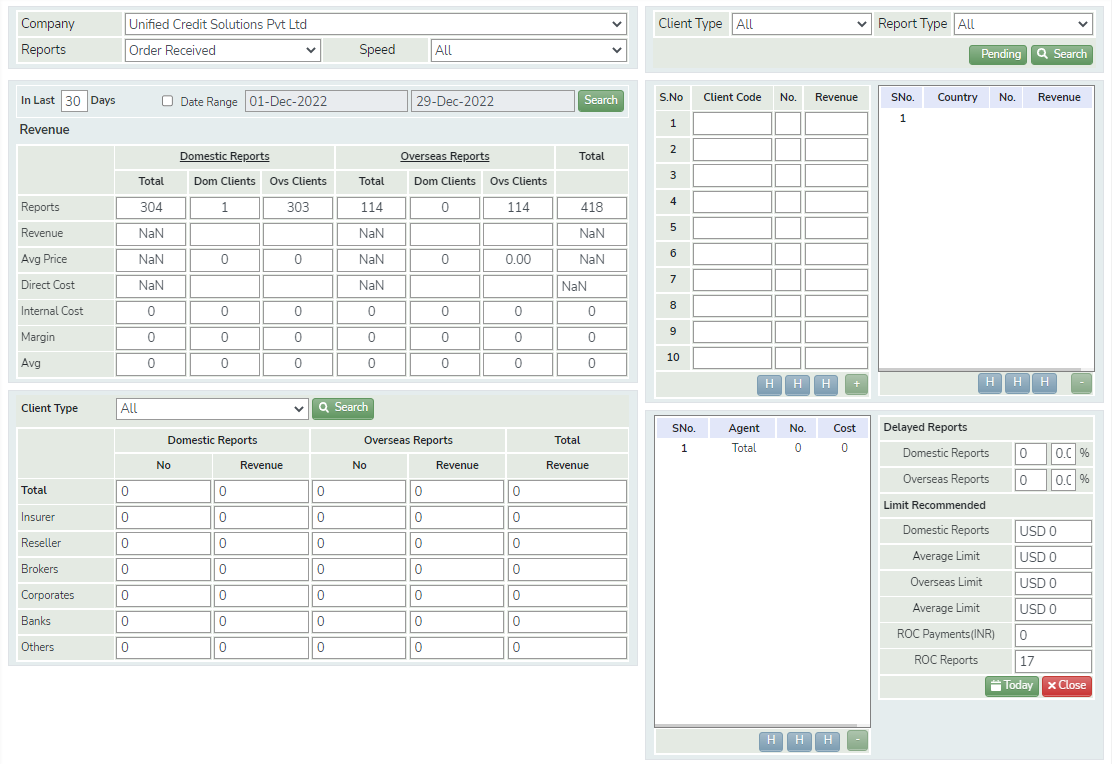 Company Unified Credit Solutions Pvt Ltd
Reports Order Received Speed All
Client Type All Report Type All
Pending Search
In Last 30 Days Date Range 01-Dec-2022 29-Dec-2022 Search
Revenue
Domestic Reports Overseas Reports Total
Total Dom Clients Ovs Clients Total Dom Clients Ovs Clients
Reports 304 1 303 114 0 114 418
Revenue NaN NaN NaN
Avg Price NaN 0 0 NaN 0 0.00 NaN
Direct Cost NaN NaN NaN
Internal Cost 0 0 0 0 0 0 0
Margin 0 0 0 0 0 0 0
Avg 0 0 0 0 0 0 0
S.No Client Code No. Revenue
1
2
3
4
5
6
7
8
9
10
H H H +
SNo. Country No. Revenue
1
H H H -
Client Type All Search
Domestic Reports Overseas Reports Total
No Revenue No Revenue Revenue
Total 0 0 0 0 0
Insurer 0 0 0 0 0
Reseller 0 0 0 0 0
Brokers 0 0 0 0 0
Corporates 0 0 0 0 0
Banks 0 0 0 0 0
Others 0 0 0 0 0
SNo. Agent No. Cost
1 Total 0 0
H H H -
Delayed Reports
Domestic Reports 0 0.0 %
Overseas Reports 0 0.0 %
Limit Recommended
Domestic Reports USD 0
Average Limit USD 0
Overseas Limit USD 0
Average Limit USD 0
ROC Payments(INR) 0
ROC Reports 17
Today Close